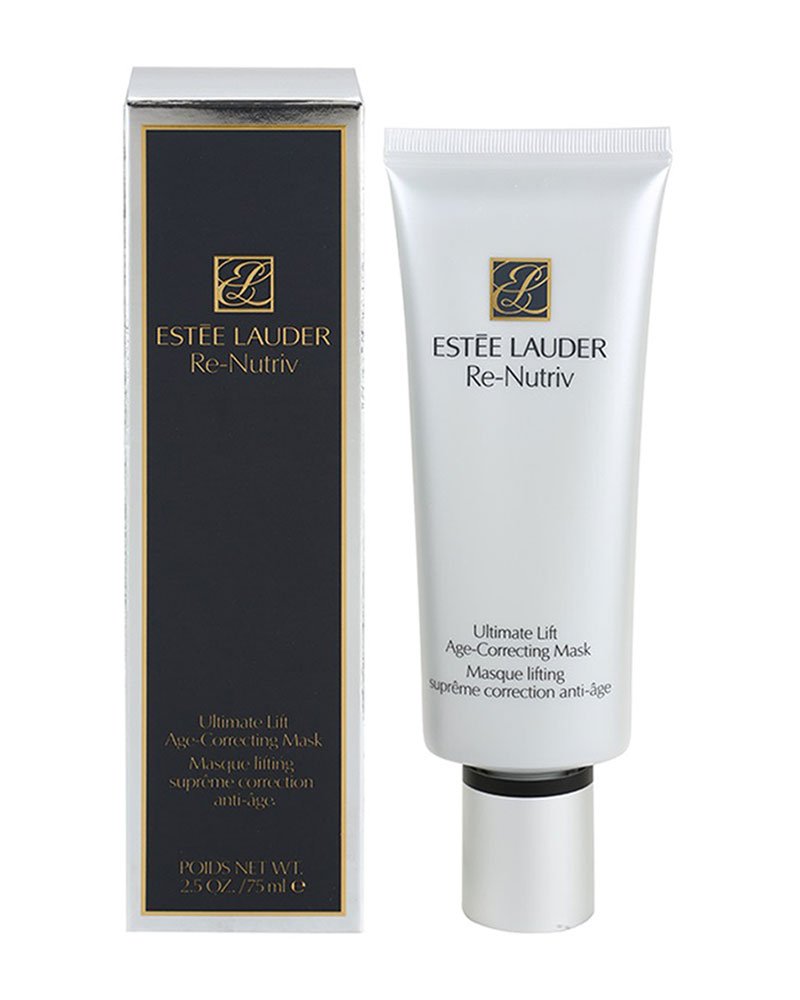 ESTĒE LAUDER
Re-Nutriv
Ultimate Lift
Age-Correcting Mask
Masque lifting
suprême correction
anti-âge
POIDS NET WT.
2.5 OZ./75 ml ℮
ESTĒE LAUDER
Re-Nutriv
Ultimate Lift
Age-Correcting Mask
Masque lifting
suprême correction anti-âge